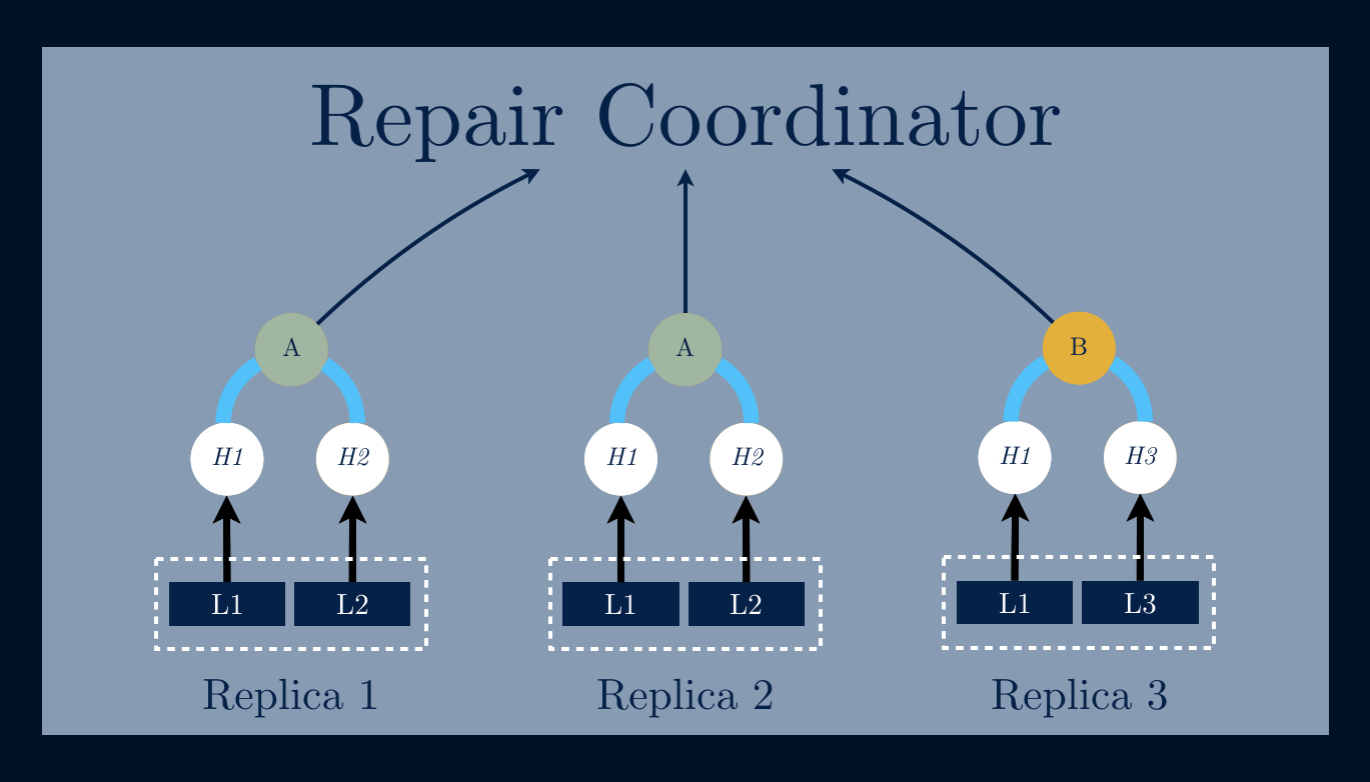 Repair Coordinator
A A B
H1 H2 H1 H2 H1 H3
L1 L2 L1 L2 L1 L3
Replica 1 Replica 2 Replica 3